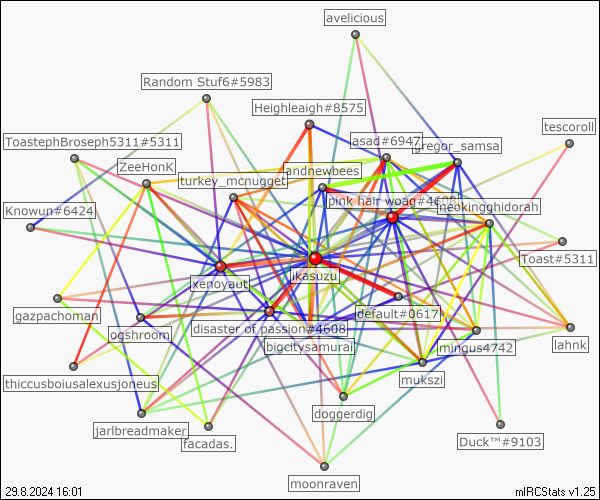 avelicious
Random Stuf6#5983
Heighleaigh#8575
tescoroll
ToastephBroseph5311#5311
asad#6947
gregor_samsa
ZeeHonK
andnewbees
turkey_mcnugget
pink hair woag#4608
neokingghidorah
Knowun#6424
Toast#5311
ikasuzu
xenoyaut
gazpachoman
default#0617
ogshroom
disaster of passion#4608
bigcitysamurai
mingus4742
lahnk
thiccusboiusalexusjoneus
mukszi
doggerdig
jarlbreadmaker
facadas.
Duck™#9103
moonraven
29.8.2024 16:01
mIRCStats v1.25